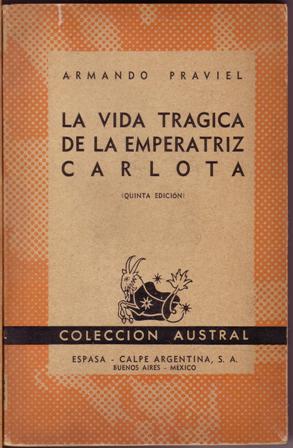 ARMANDO PRAVIEL
LA VIDA TRAGICA
DE LA EMPERATRIZ
CARLOTA
(QUINTA EDICIÓN)
COLECCION AUSTRAL
ESPASA - CALPE ARGENTINA, S. A.
BUENOS AIRES - MEXICO